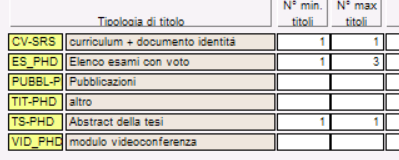 N° min. N° max
Tipologia di titolo titoli titoli
CV-SRS curriculum + documento identità 1 1
ES_PHD Elenco esami con voto 1 3
PUBBL-P Pubblicazioni
TIT-PHD altro
TS-PHD Abstract della tesi 1 1
VID_PHD modulo videoconferenza